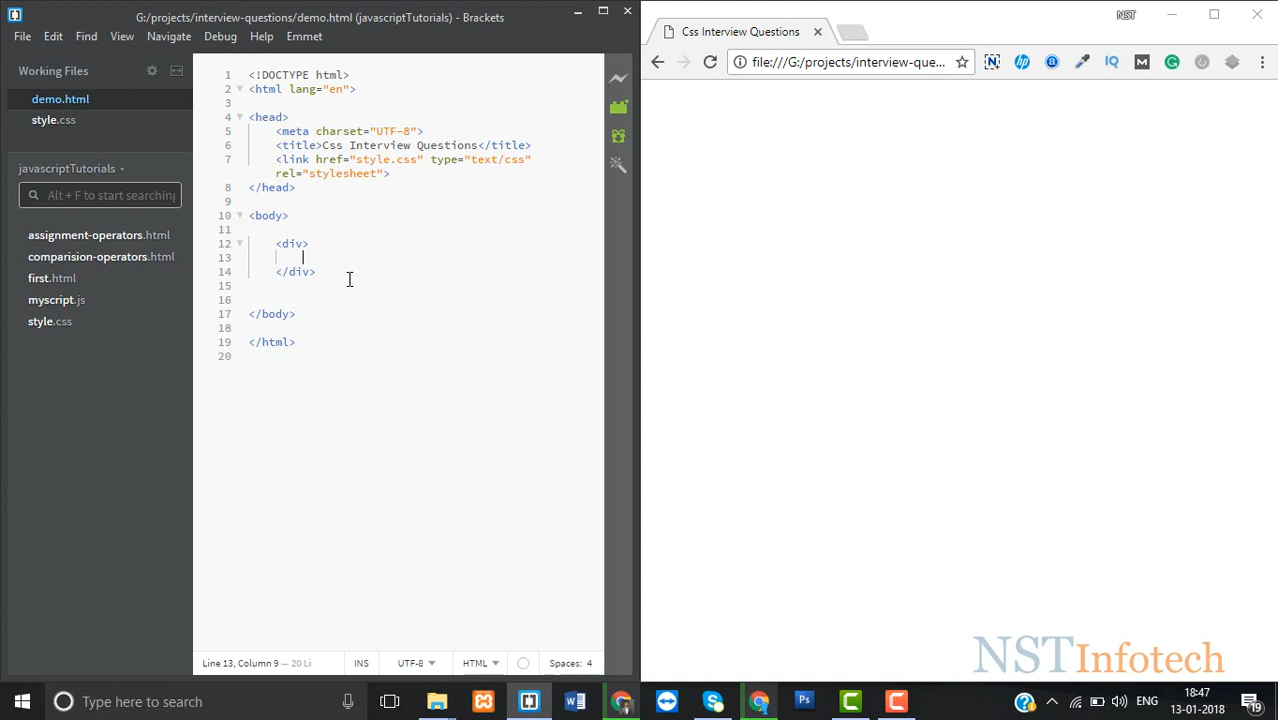 G:/projects/interview-questions/demo.html (javascriptTutorials) - Brackets
File Edit Find View Navigate Debug Help Emmet
Working Files
demo.html
style.css
javascriptTutorials
Alt + F to start searching
assignment-operators.html
comparision-operators.html
first.html
myscript.js
style.css
1 <!DOCTYPE html>
2 <html lang="en">
3
4 <head>
5 <meta charset="UTF-8">
6 <title>Css Interview Questions</title>
7 <link href="style.css" type="text/css"
rel="stylesheet">
8 </head>
9
10 <body>
11
12 <div>
13
14 </div>
15
16
17 </body>
18
19 </html>
20
Line 13, Column 9 — 20 Li
INS
UTF-8
HTML
Spaces: 4
NST
Css Interview Questions
file:///G:/projects/interview-que...
NSTInfotech
Type here to search
ENG
18:47
13-01-2018
19